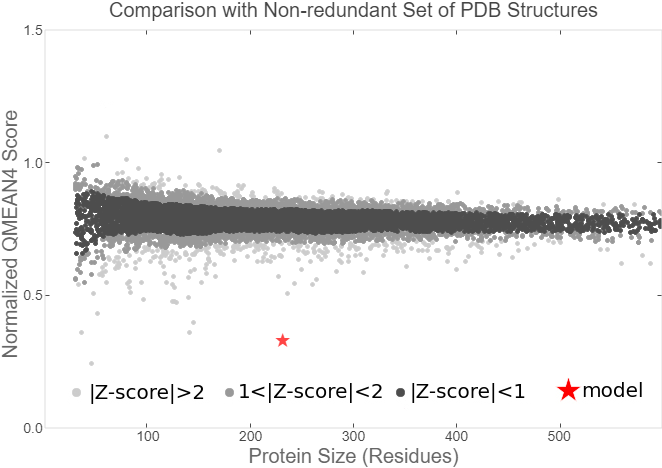 Comparison with Non-redundant Set of PDB Structures
Normalized QMEAN4 Score
1.5
1.0
0.5
0.0
|Z-score|>2 1<|Z-score|<2 |Z-score|<1 model
100 200 300 400 500
Protein Size (Residues)